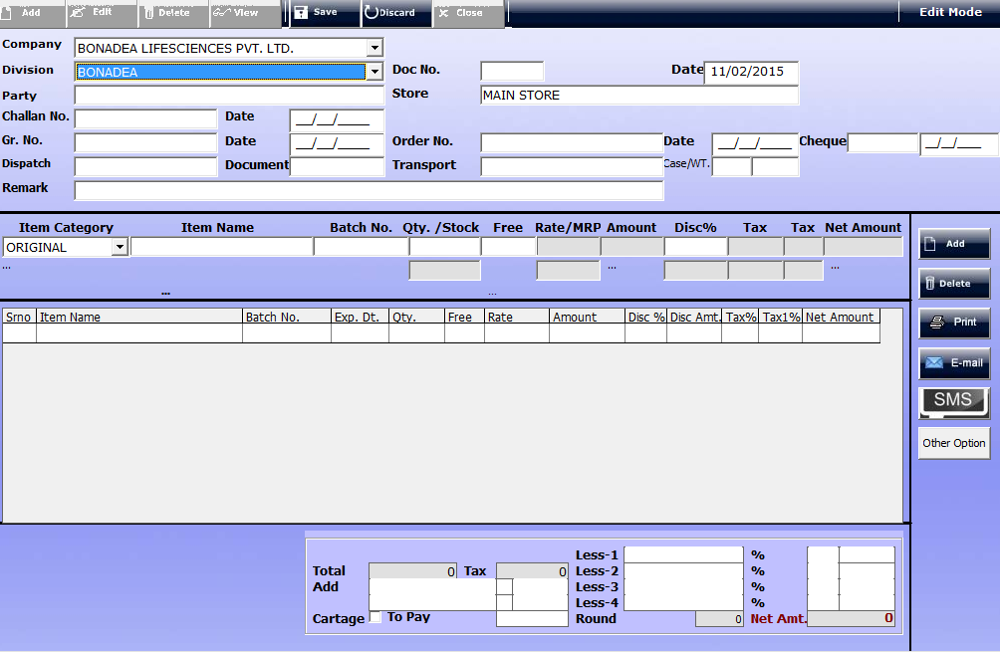 Add Edit Delete View Save Discard Close Edit Mode
Company BONADEA LIFESCIENCES PVT. LTD.
Division BONADEA Doc No. Date 11/02/2015
Party Store MAIN STORE
Challan No. Date __/__/____
Gr. No. Date __/__/____ Order No. Date __/__/____ Cheque __/__/___
Dispatch Document Transport Case/WT.
Remark
Item Category Item Name Batch No. Qty. /Stock Free Rate/MRP Amount Disc% Tax Tax Net Amount
ORIGINAL
... ... ...
... ...
Srno Item Name Batch No. Exp. Dt. Qty. Free Rate Amount Disc % Disc Amt. Tax% Tax1% Net Amount
Add
Delete
Print
E-mail
SMS
Other Option
Less-1 %
Total 0 Tax 0 Less-2 %
Add Less-3 %
Less-4 %
Cartage To Pay Round 0 Net Amt. 0